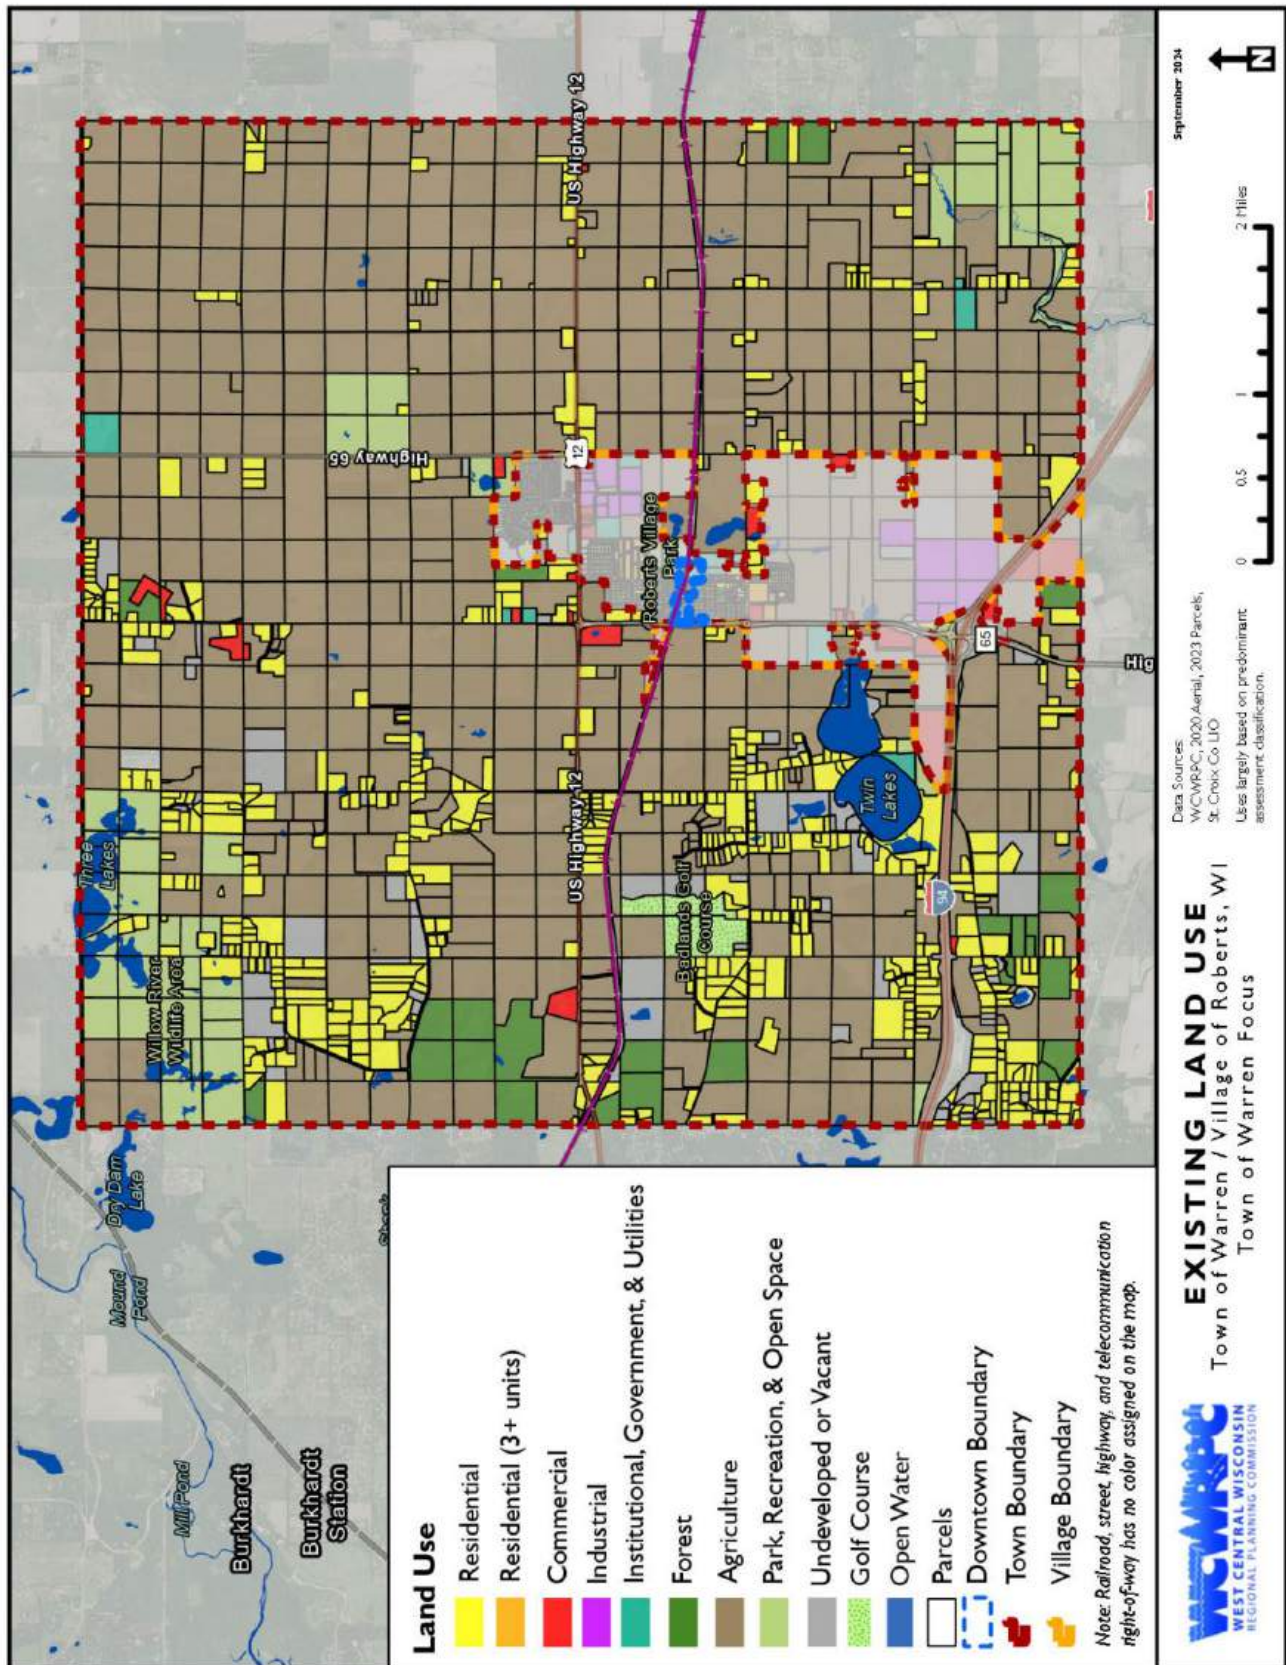 Three
Lakes
Willow River
Wildlife Area
Dry Dam
Lake
Mound
Pond
Mill Pond
Burkhardt
Burkhardt
Station
Highway 65
US Highway 12
US Highway 12
12
Roberts Village
Park
Badlands Golf
Course
Twin
Lakes
94
65
Hig
Land Use
Residential
Residential (3+ units)
Commercial
Industrial
Institutional, Government, & Utilities
Forest
Agriculture
Park, Recreation, & Open Space
Undeveloped or Vacant
Golf Course
Open Water
Parcels
Downtown Boundary
Town Boundary
Village Boundary
Note: Railroad, street, highway, and telecommunication
right-of-way has no color assigned on the map.
WCWRPC
WEST CENTRAL WISCONSIN
REGIONAL PLANNING COMMISSION
EXISTING LAND USE
Town of Warren / Village of Roberts, WI
Town of Warren Focus
Data Sources:
WCWRPC, 2020 Aerial, 2023 Parcels,
St. Croix Co LIO
Uses largely based on predominant
assessment classification.
0 0.5 1 2 Miles
September 2024
N